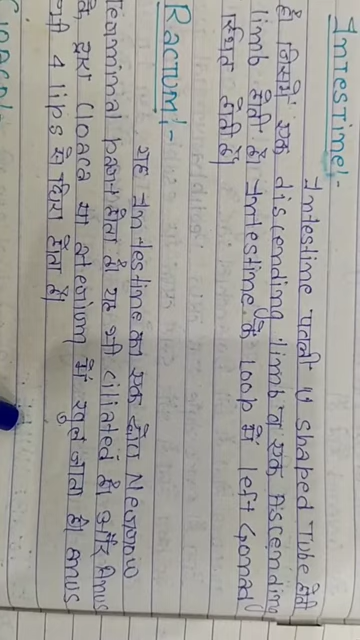 Intestine:-
Intestine पतली U shaped Tube होती
है जिसमें एक discending limb व एक Ascending
limb होती है Intestine के Loop में left Gonad
स्थित होती है।
Ractum:-
यह Intestine का एक छोटा Narrow
Terminal part होता है यह भी ciliated है और Anus
के द्वारा Cloaca या atrium में खुल जाता है। anus
भी 4 lips से घिरा होता है।